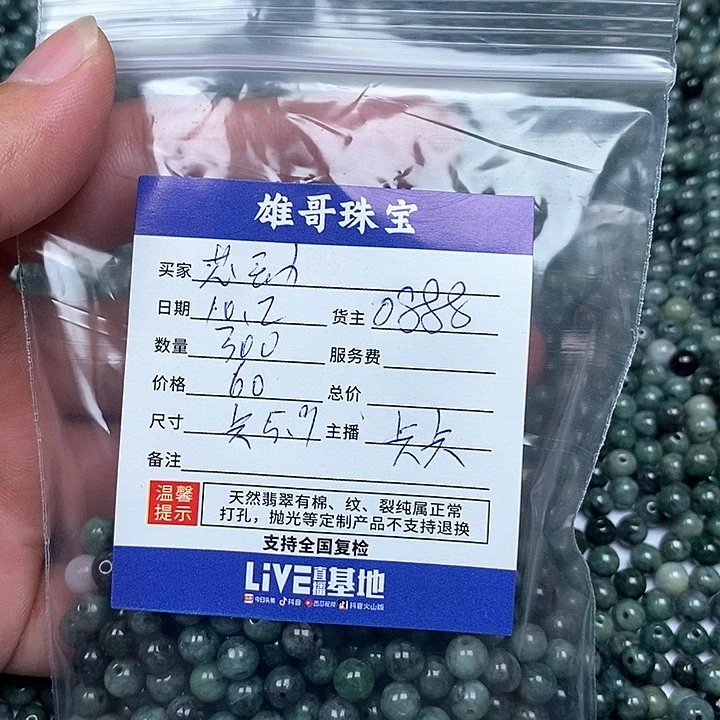 雄哥珠宝
买家
日期 10.2 货主 0888
数量 300 服务费
价格 60 总价
尺寸 5.7 主播
备注
温馨提示 天然翡翠有棉、纹、裂纯属正常
打孔，抛光等定制产品不支持退换
支持全国复检
LiVE直播基地
今日头条 抖音 西瓜视频 抖音火山版